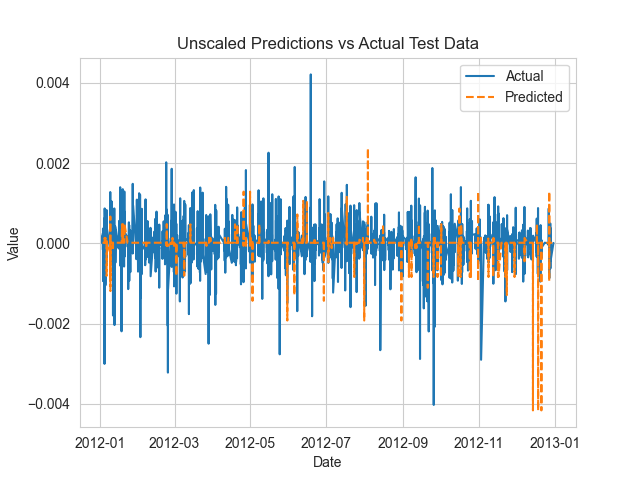 Unscaled Predictions vs Actual Test Data
Actual
Predicted
0.004
0.002
0.000
−0.002
−0.004
Value
2012-01
2012-03
2012-05
2012-07
2012-09
2012-11
2013-01
Date